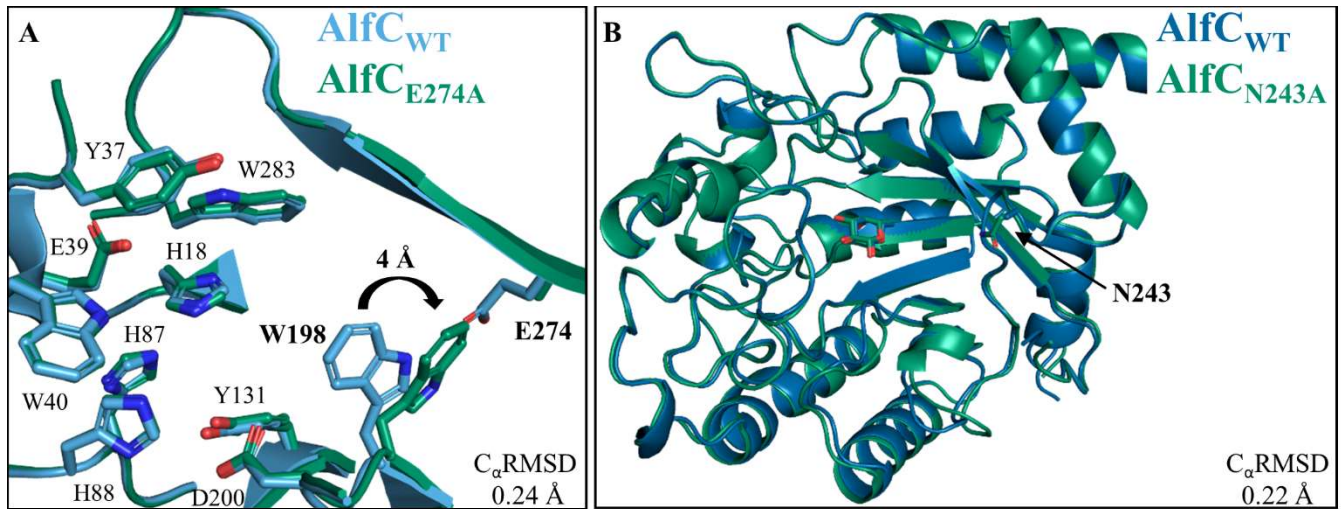 A
AlfC_WT
AlfC_E274A
Y37
W283
E39
H18
4 Å
W198
E274
H87
W40
Y131
H88
D200
CαRMSD
0.24 Å
B
AlfC_WT
AlfC_N243A
N243
CαRMSD
0.22 Å